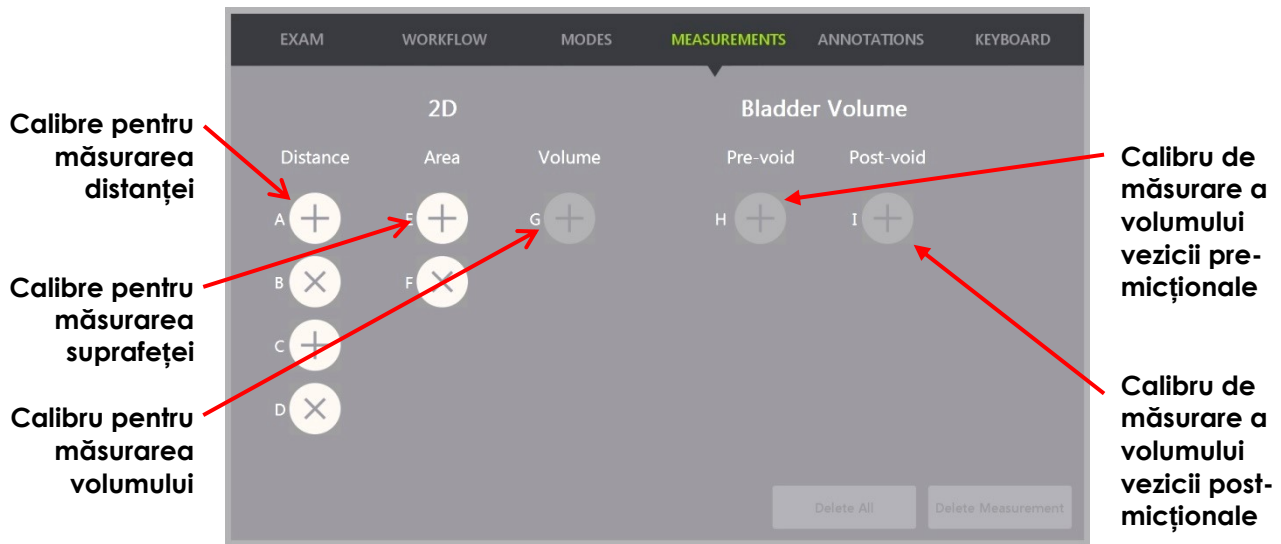 EXAM WORKFLOW MODES MEASUREMENTS ANNOTATIONS KEYBOARD
2D Bladder Volume
Distance Area Volume Pre-void Post-void
A E G H I
B F
C
D
Delete All Delete Measurement
Calibre pentru
măsurarea
distanței
Calibre pentru
măsurarea
suprafeței
Calibru pentru
măsurarea
volumului
Calibru de
măsurare a
volumului
vezicii pre-
micționale
Calibru de
măsurare a
volumului
vezicii post-
micționale